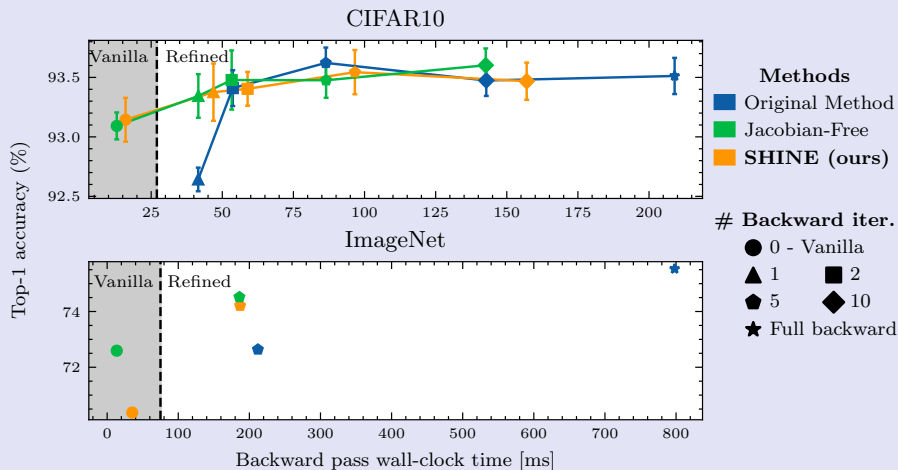 CIFAR10
Vanilla
Refined
93.5
93.0
92.5
25
50
75
100
125
150
175
200
Top-1 accuracy (%)
ImageNet
Vanilla
Refined
74
72
0
100
200
300
400
500
600
700
800
Backward pass wall-clock time [ms]
Methods
Original Method
Jacobian-Free
SHINE (ours)
# Backward iter.
0 - Vanilla
1
2
5
10
Full backward